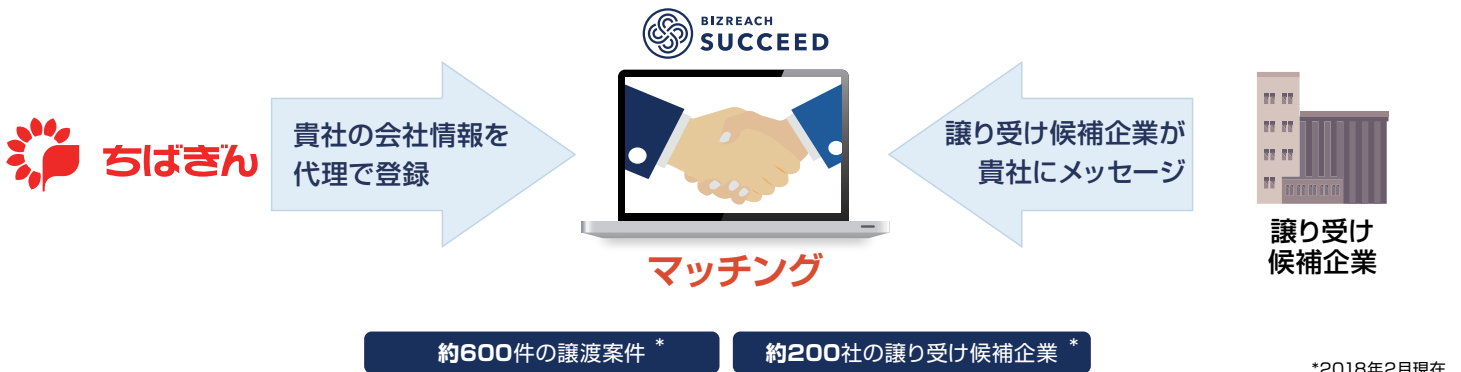 BIZREACH
SUCCEED
ちばぎん
貴社の会社情報を
代理で登録
譲り受け候補企業が
貴社にメッセージ
譲り受け
候補企業
マッチング
約600件の譲渡案件 *
約200社の譲り受け候補企業 *
*2018年2月現在